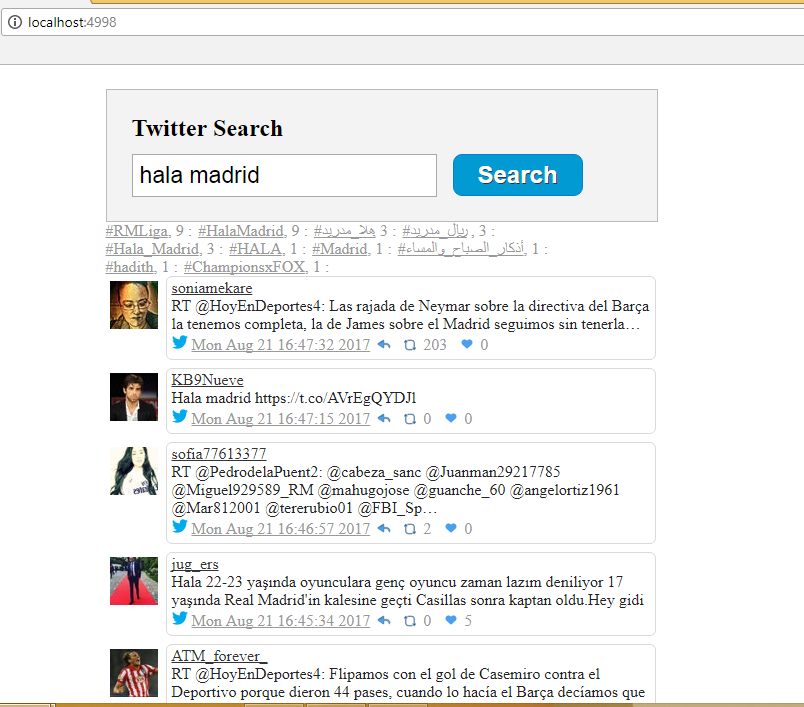 localhost:4998
Twitter Search
hala madrid
Search
#RMLiga, 9 : #HalaMadrid, 9 : #هلا_مدريد, 3 : #ريال_مدريد, 3 :
#Hala_Madrid, 3 : #HALA, 1 : #Madrid, 1 : #أذكار_الصباح_والمساء, 1 :
#hadith, 1 : #ChampionsxFOX, 1 :
soniamekare
RT @HoyEnDeportes4: Las rajada de Neymar sobre la directiva del Barça
la tenemos completa, la de James sobre el Madrid seguimos sin tenerla…
Mon Aug 21 16:47:32 2017 203 0
KB9Nueve
Hala madrid https://t.co/AVrEgQYDJl
Mon Aug 21 16:47:15 2017 0 0
sofia77613377
RT @PedrodelaPuent2: @cabeza_sanc @Juanman29217785
@Miguel929589_RM @mahugojose @guanche_60 @angelortiz1961
@Mar812001 @tererubio01 @FBI_Sp…
Mon Aug 21 16:46:57 2017 2 0
jug_ers
Hala 22-23 yaşında oyunculara genç oyuncu zaman lazım deniliyor 17
yaşında Real Madrid'in kalesine geçti Casillas sonra kaptan oldu.Hey gidi
Mon Aug 21 16:45:34 2017 0 5
ATM_forever_
RT @HoyEnDeportes4: Flipamos con el gol de Casemiro contra el
Deportivo porque dieron 44 pases, cuando lo hacía el Barça decíamos que